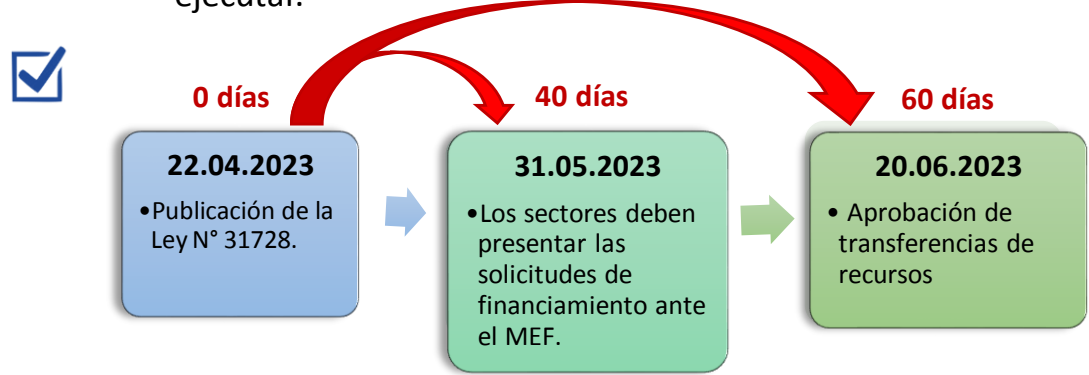 ejecutar.
0 días
40 días
60 días
22.04.2023
•Publicación de la
Ley N° 31728.
31.05.2023
•Los sectores deben
presentar las
solicitudes de
financiamiento ante
el MEF.
20.06.2023
• Aprobación de
transferencias de
recursos